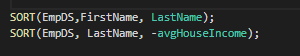 SORT(EmpDS,FirstName, LastName);
SORT(EmpDS, LastName, -avgHouseIncome);